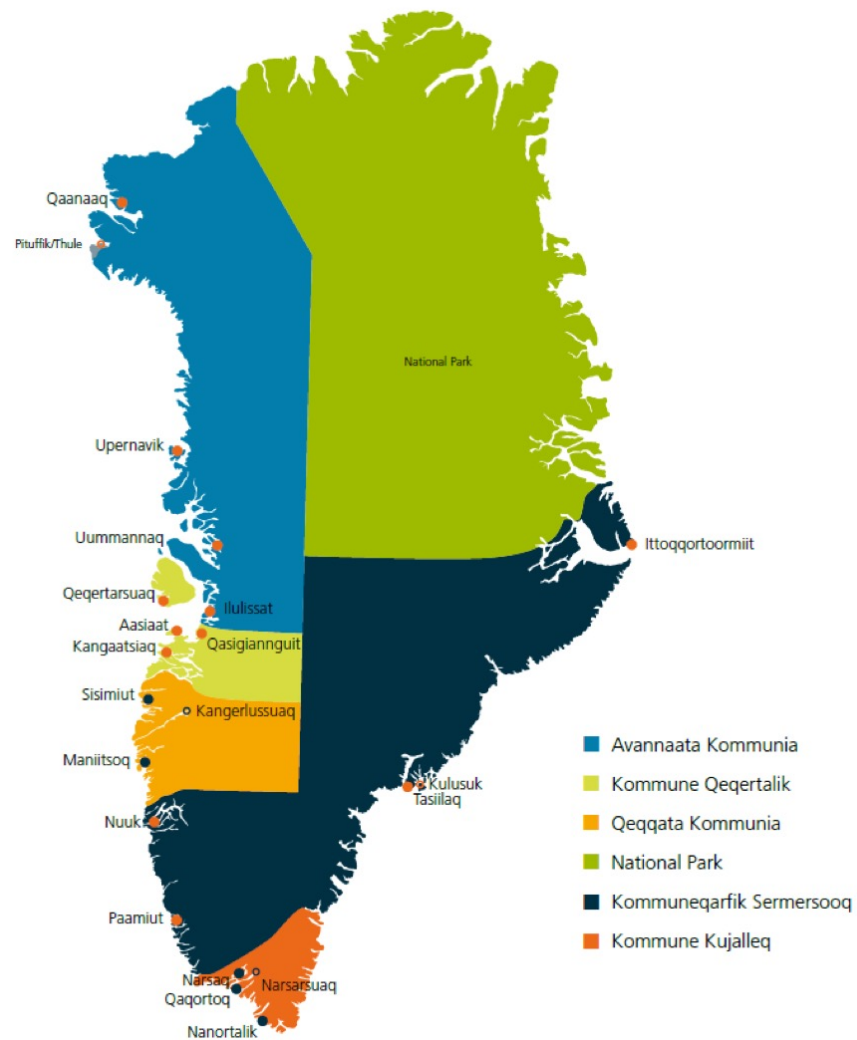 Qaanaaq
Pituffik/Thule
National Park
Upernavik
Uummannaq
Ittoqqortoormiit
Qeqertarsuaq
Ilulissat
Aasiaat
Qasigiannguit
Kangaatsiaq
Sisimiut
Kangerlussuaq
Maniitsoq
Kulusuk
Tasiilaq
Nuuk
Paamiut
Narsaq
Narsarsuaq
Qaqortoq
Nanortalik
Avannaata Kommunia
Kommune Qeqertalik
Qeqqata Kommunia
National Park
Kommuneqarfik Sermersooq
Kommune Kujalleq